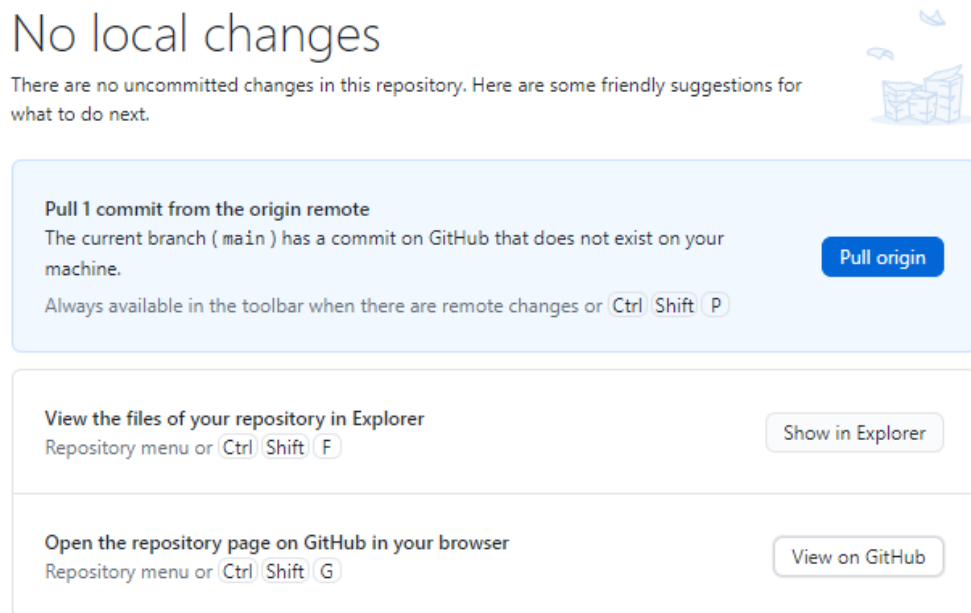 No local changes
There are no uncommitted changes in this repository. Here are some friendly suggestions for
what to do next.
Pull 1 commit from the origin remote
The current branch ( main ) has a commit on GitHub that does not exist on your
machine.
Pull origin
Always available in the toolbar when there are remote changes or Ctrl Shift P
View the files of your repository in Explorer
Repository menu or Ctrl Shift F
Show in Explorer
Open the repository page on GitHub in your browser
Repository menu or Ctrl Shift G
View on GitHub